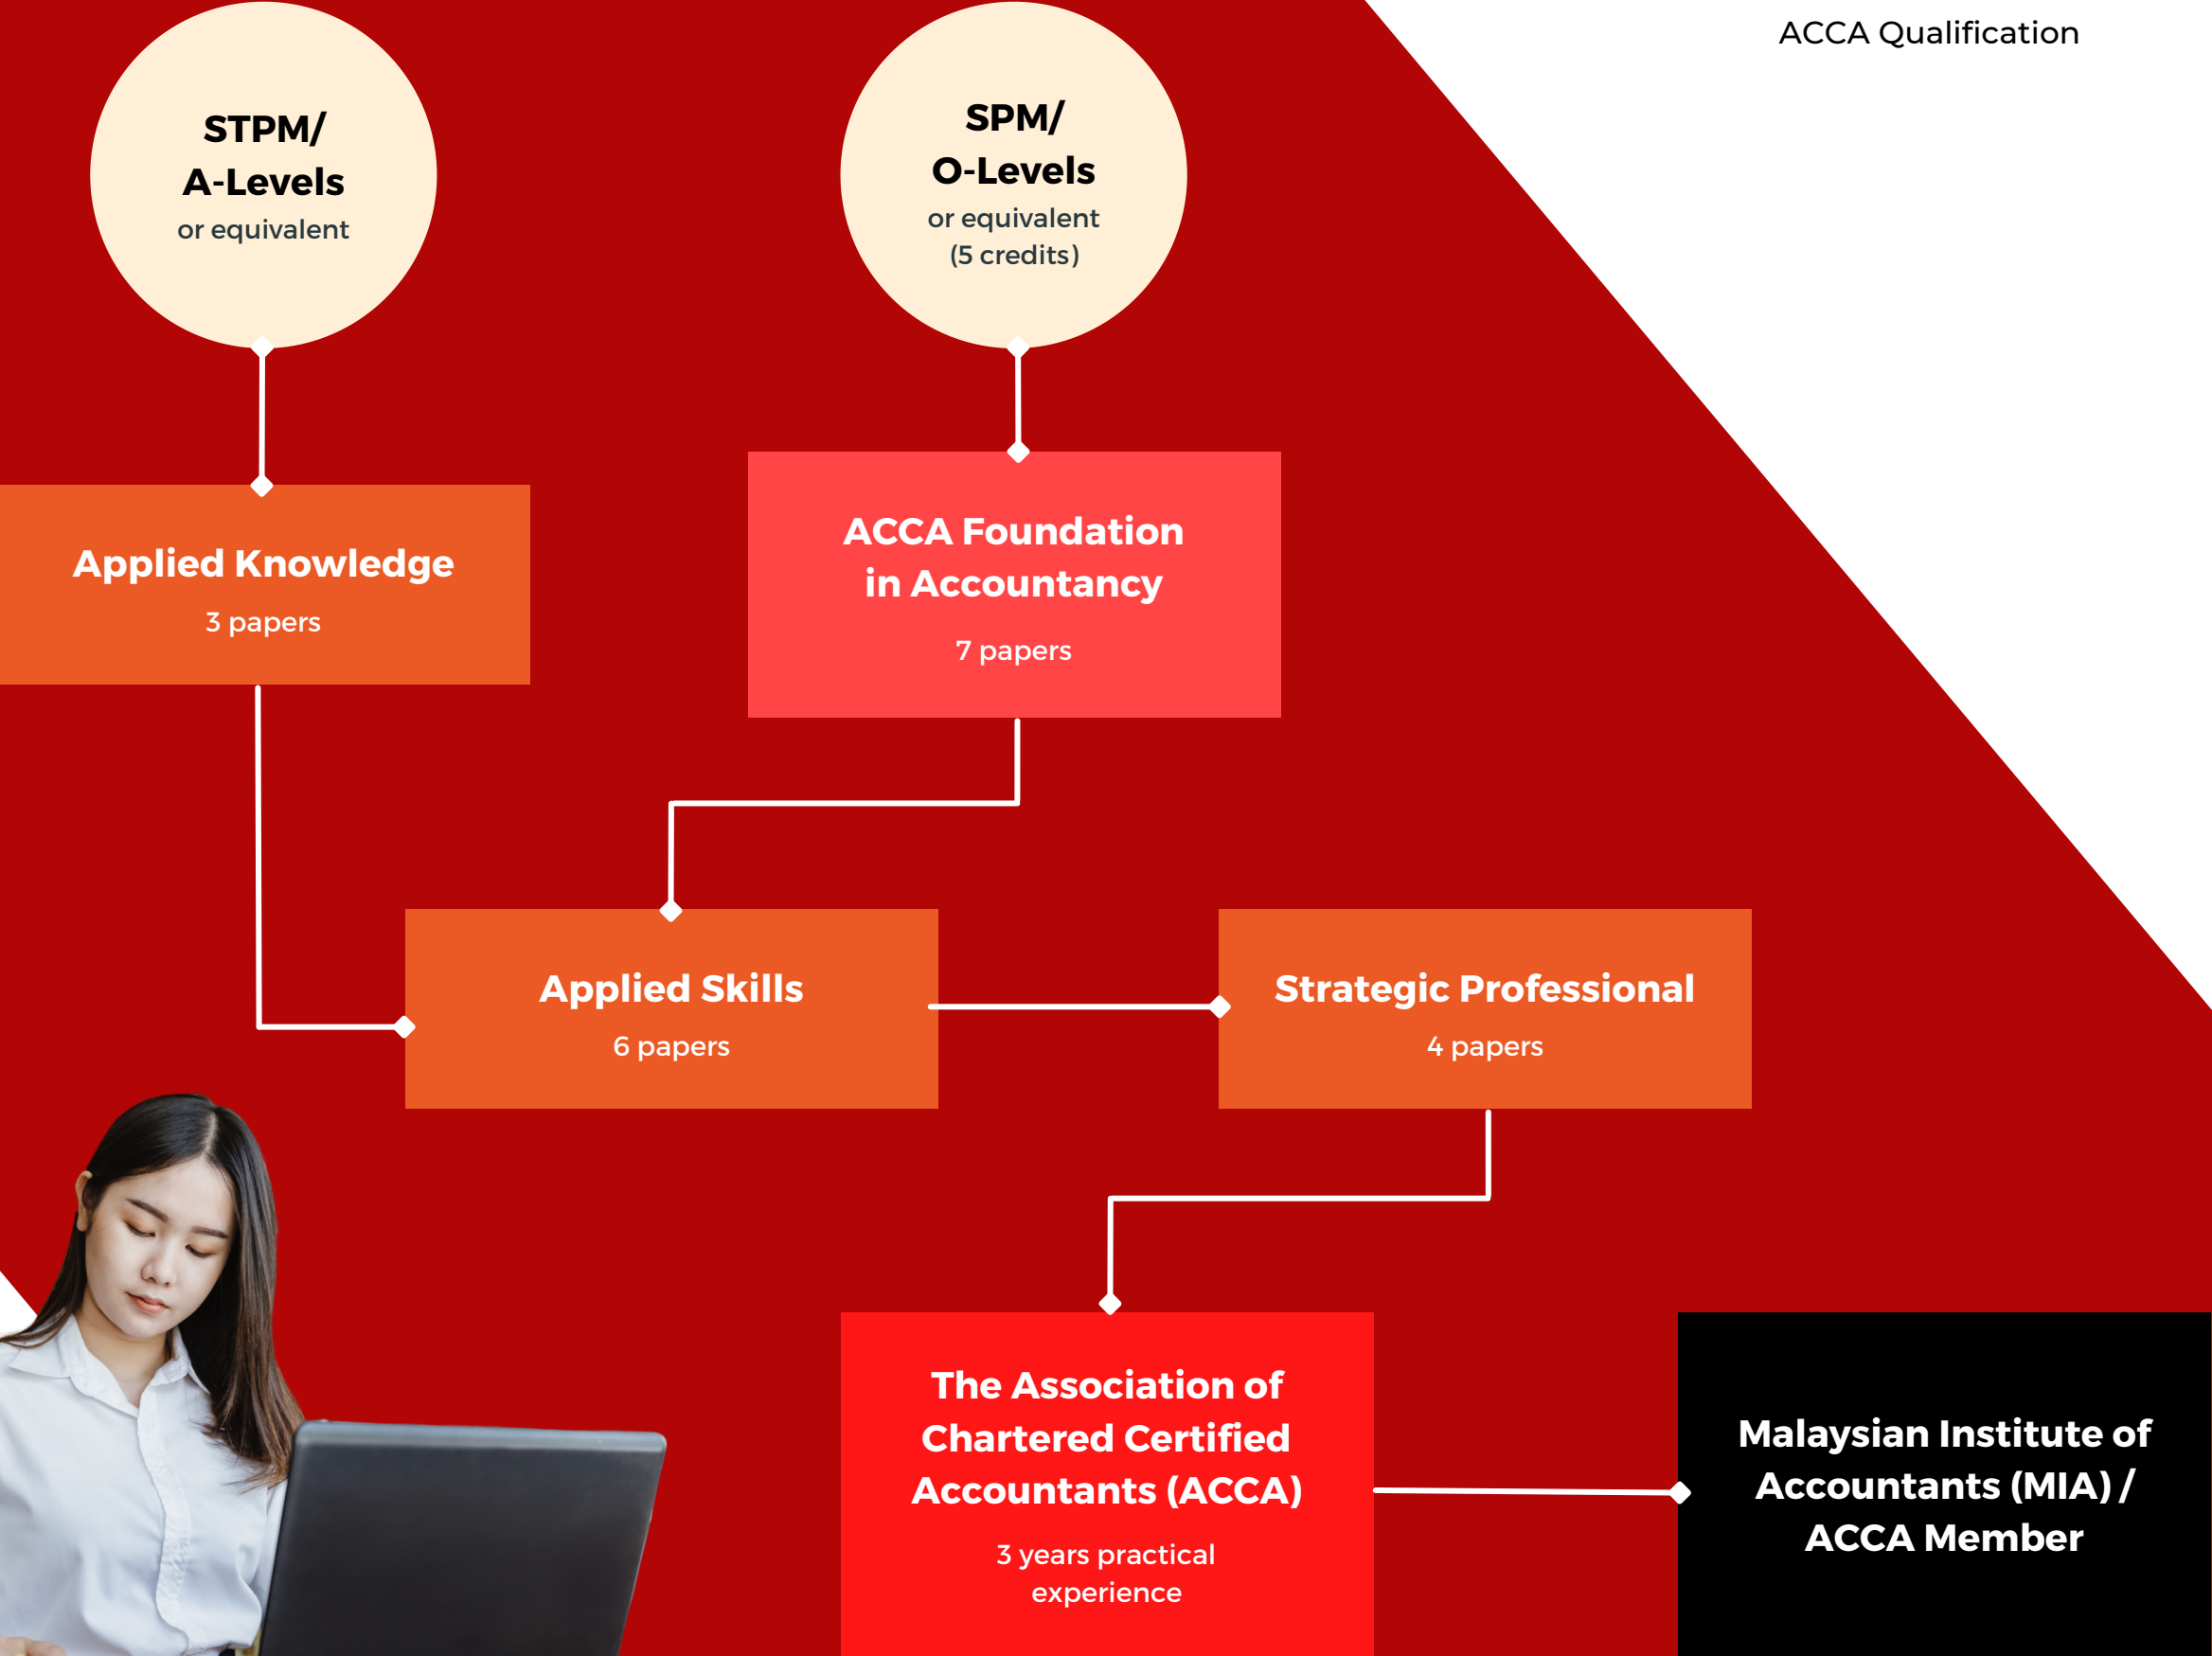 ACCA Qualification
STPM/
A-Levels
or equivalent
SPM/
O-Levels
or equivalent
(5 credits)
Applied Knowledge
3 papers
ACCA Foundation
in Accountancy
7 papers
Applied Skills
6 papers
Strategic Professional
4 papers
The Association of
Chartered Certified
Accountants (ACCA)
3 years practical
experience
Malaysian Institute of
Accountants (MIA) /
ACCA Member